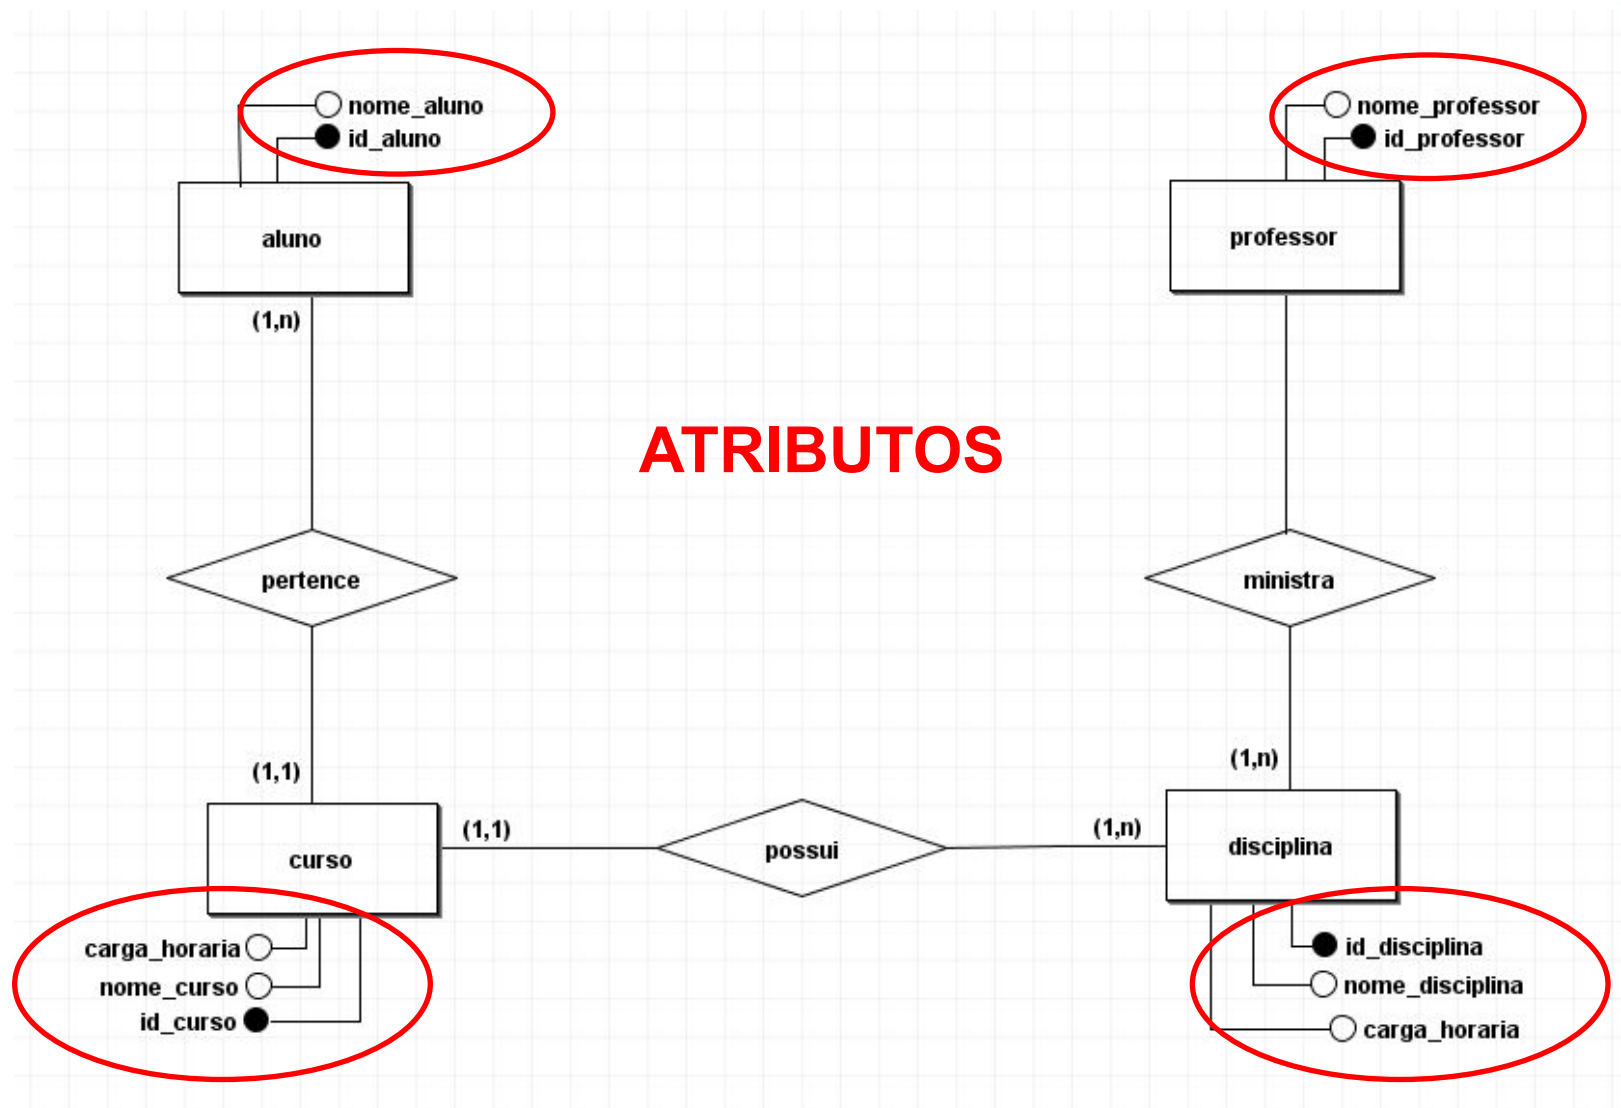 nome_aluno
id_aluno
nome_professor
id_professor
aluno
professor
(1,n)
ATRIBUTOS
pertence
ministra
(1,1)
(1,n)
(1,1)
(1,n)
curso
possui
disciplina
carga_horaria
nome_curso
id_curso
id_disciplina
nome_disciplina
carga_horaria